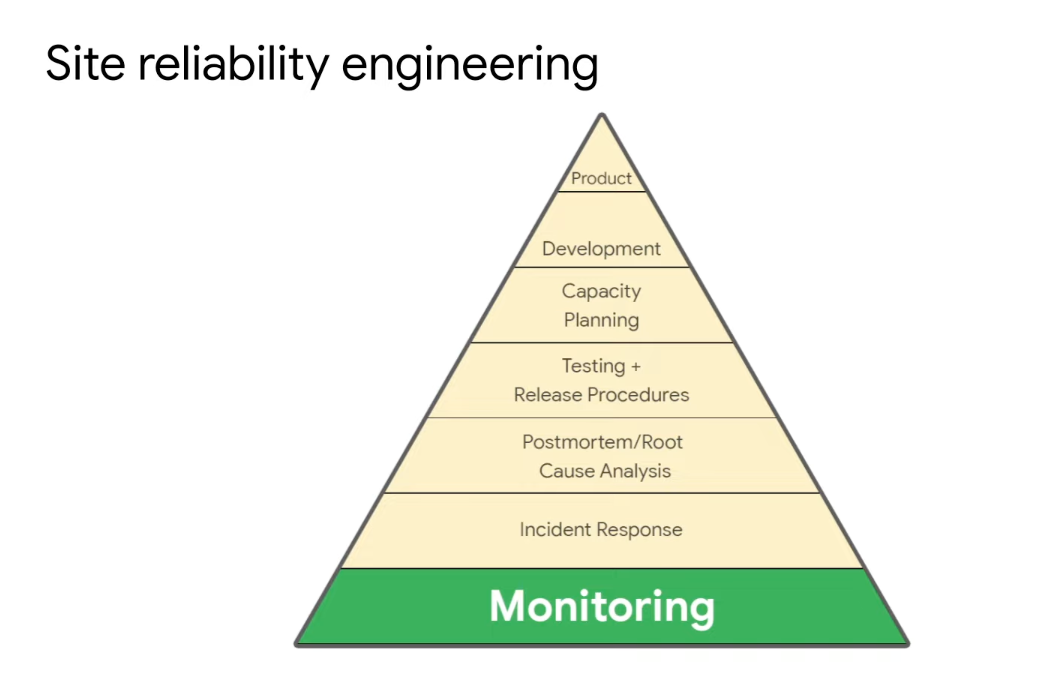 Site reliability engineering
Product
Development
Capacity
Planning
Testing +
Release Procedures
Postmortem/Root
Cause Analysis
Incident Response
Monitoring